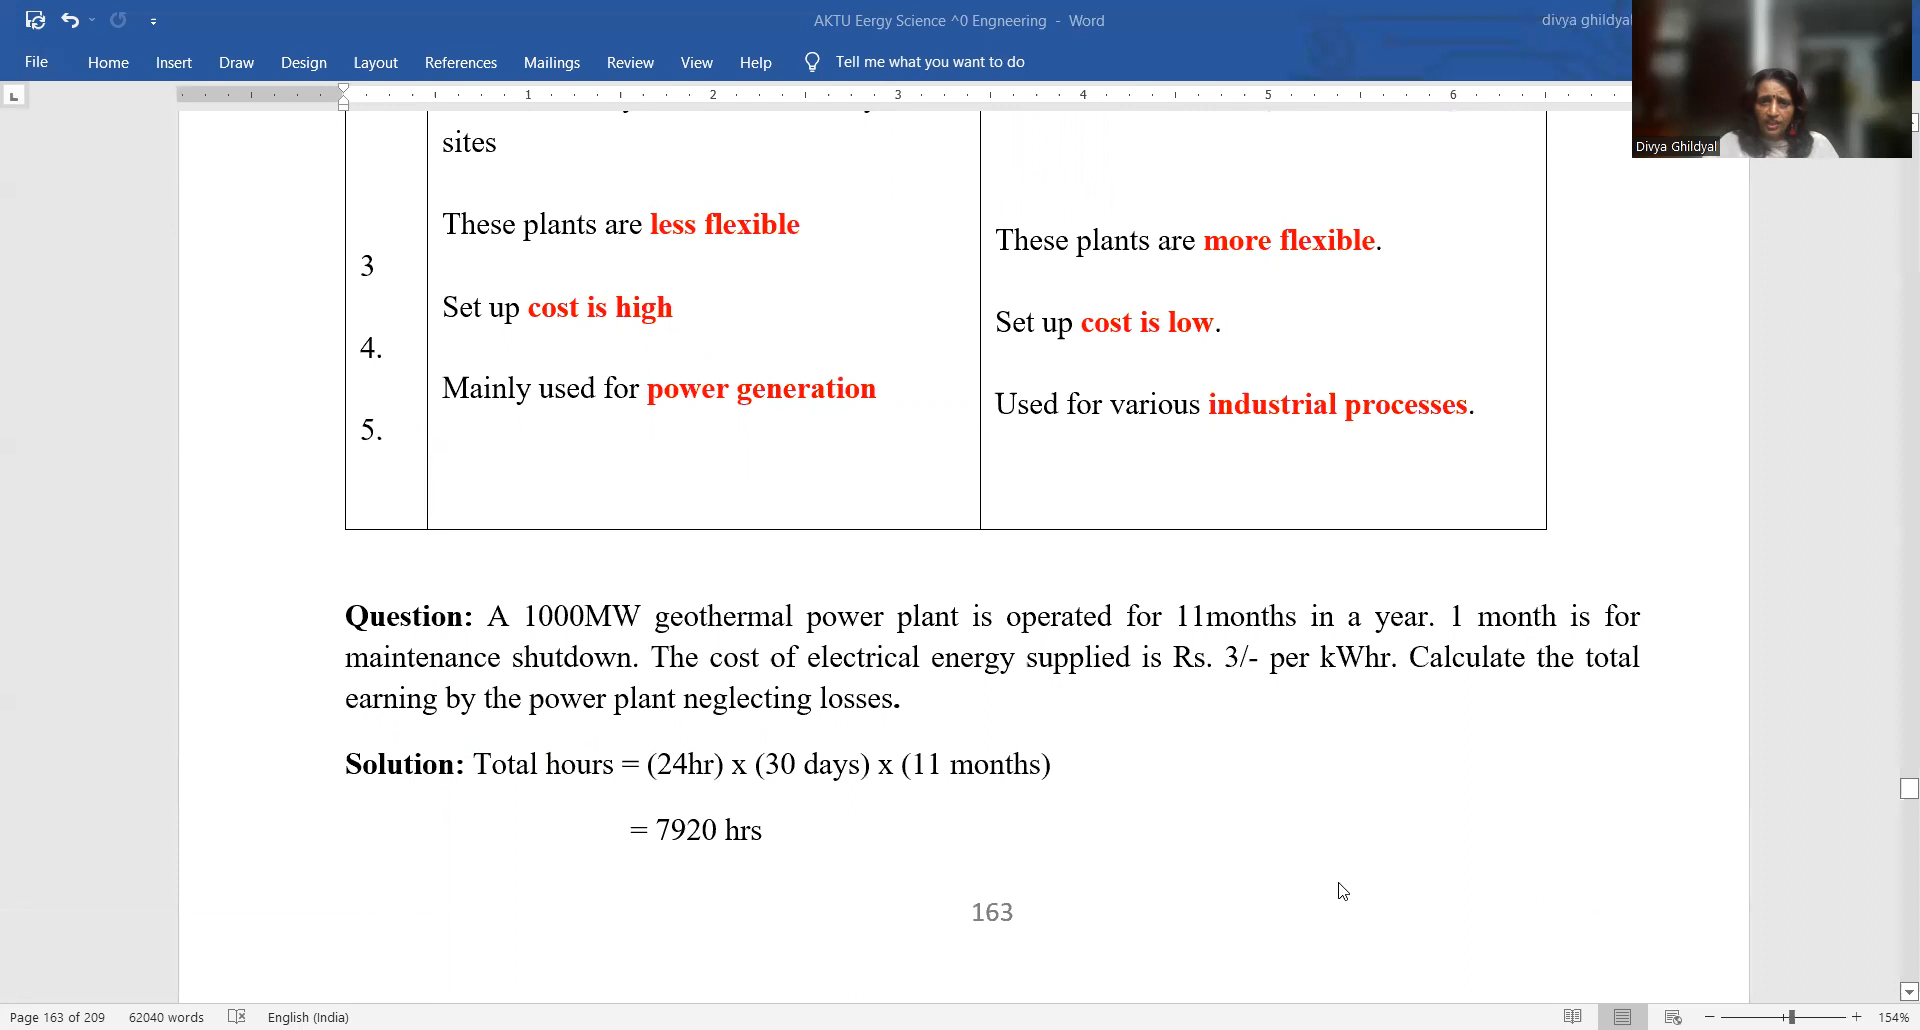 AKTU Eergy Science ^0 Engneering - Word
divya ghildyal
File Home Insert Draw Design Layout References Mailings Review View Help Tell me what you want to do
Divya Ghildyal
1 2 3 4 5 6
sites
These plants are less flexible
These plants are more flexible.
3
Set up cost is high
Set up cost is low.
4.
Mainly used for power generation
Used for various industrial processes.
5.
Question: A 1000MW geothermal power plant is operated for 11months in a year. 1 month is for
maintenance shutdown. The cost of electrical energy supplied is Rs. 3/- per kWhr. Calculate the total
earning by the power plant neglecting losses.
Solution: Total hours = (24hr) x (30 days) x (11 months)
= 7920 hrs
163
Page 163 of 209 62040 words English (India) 154%